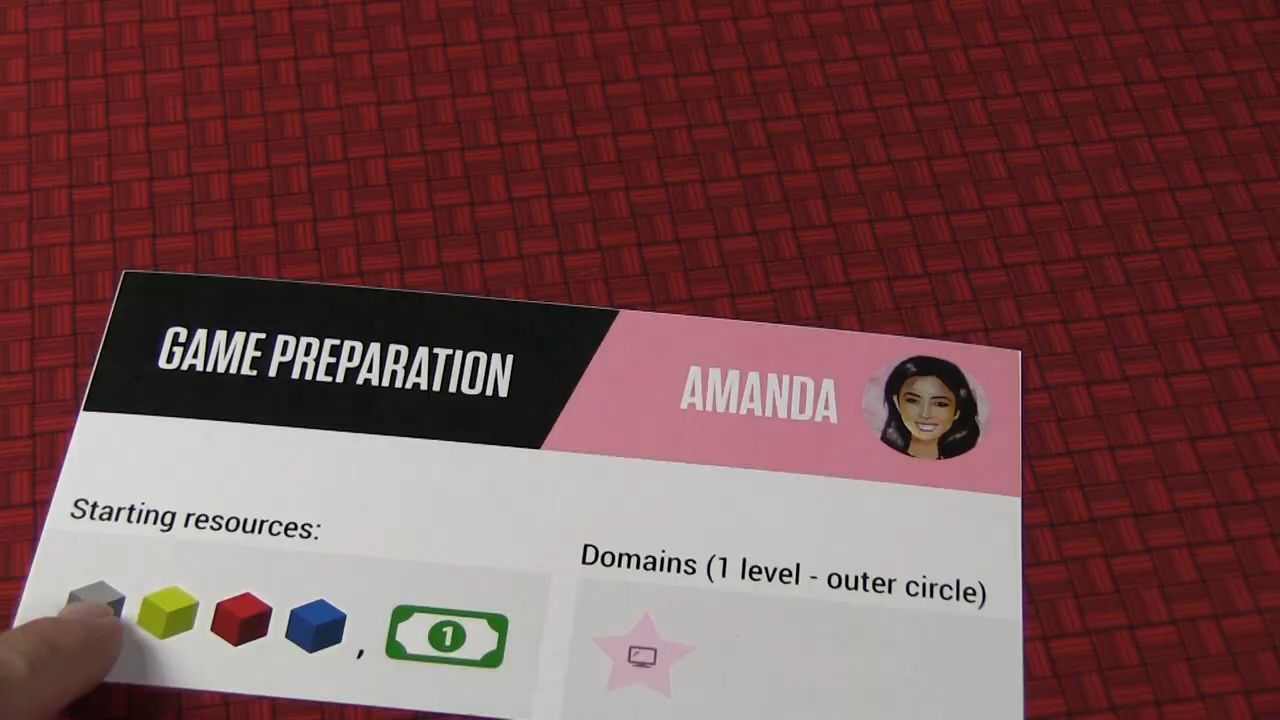 GAME PREPARATION
AMANDA
Starting resources:
, 1
Domains (1 level - outer circle)